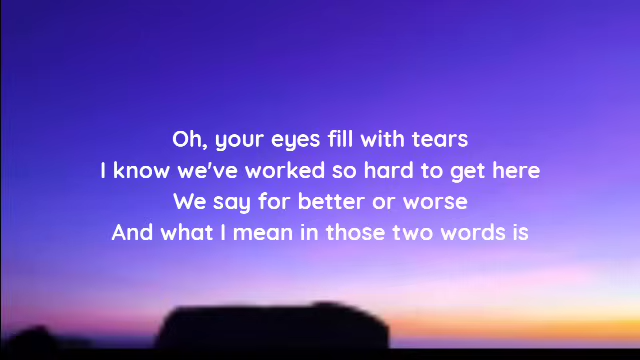 Oh, your eyes fill with tears
I know we've worked so hard to get here
We say for better or worse
And what I mean in those two words is